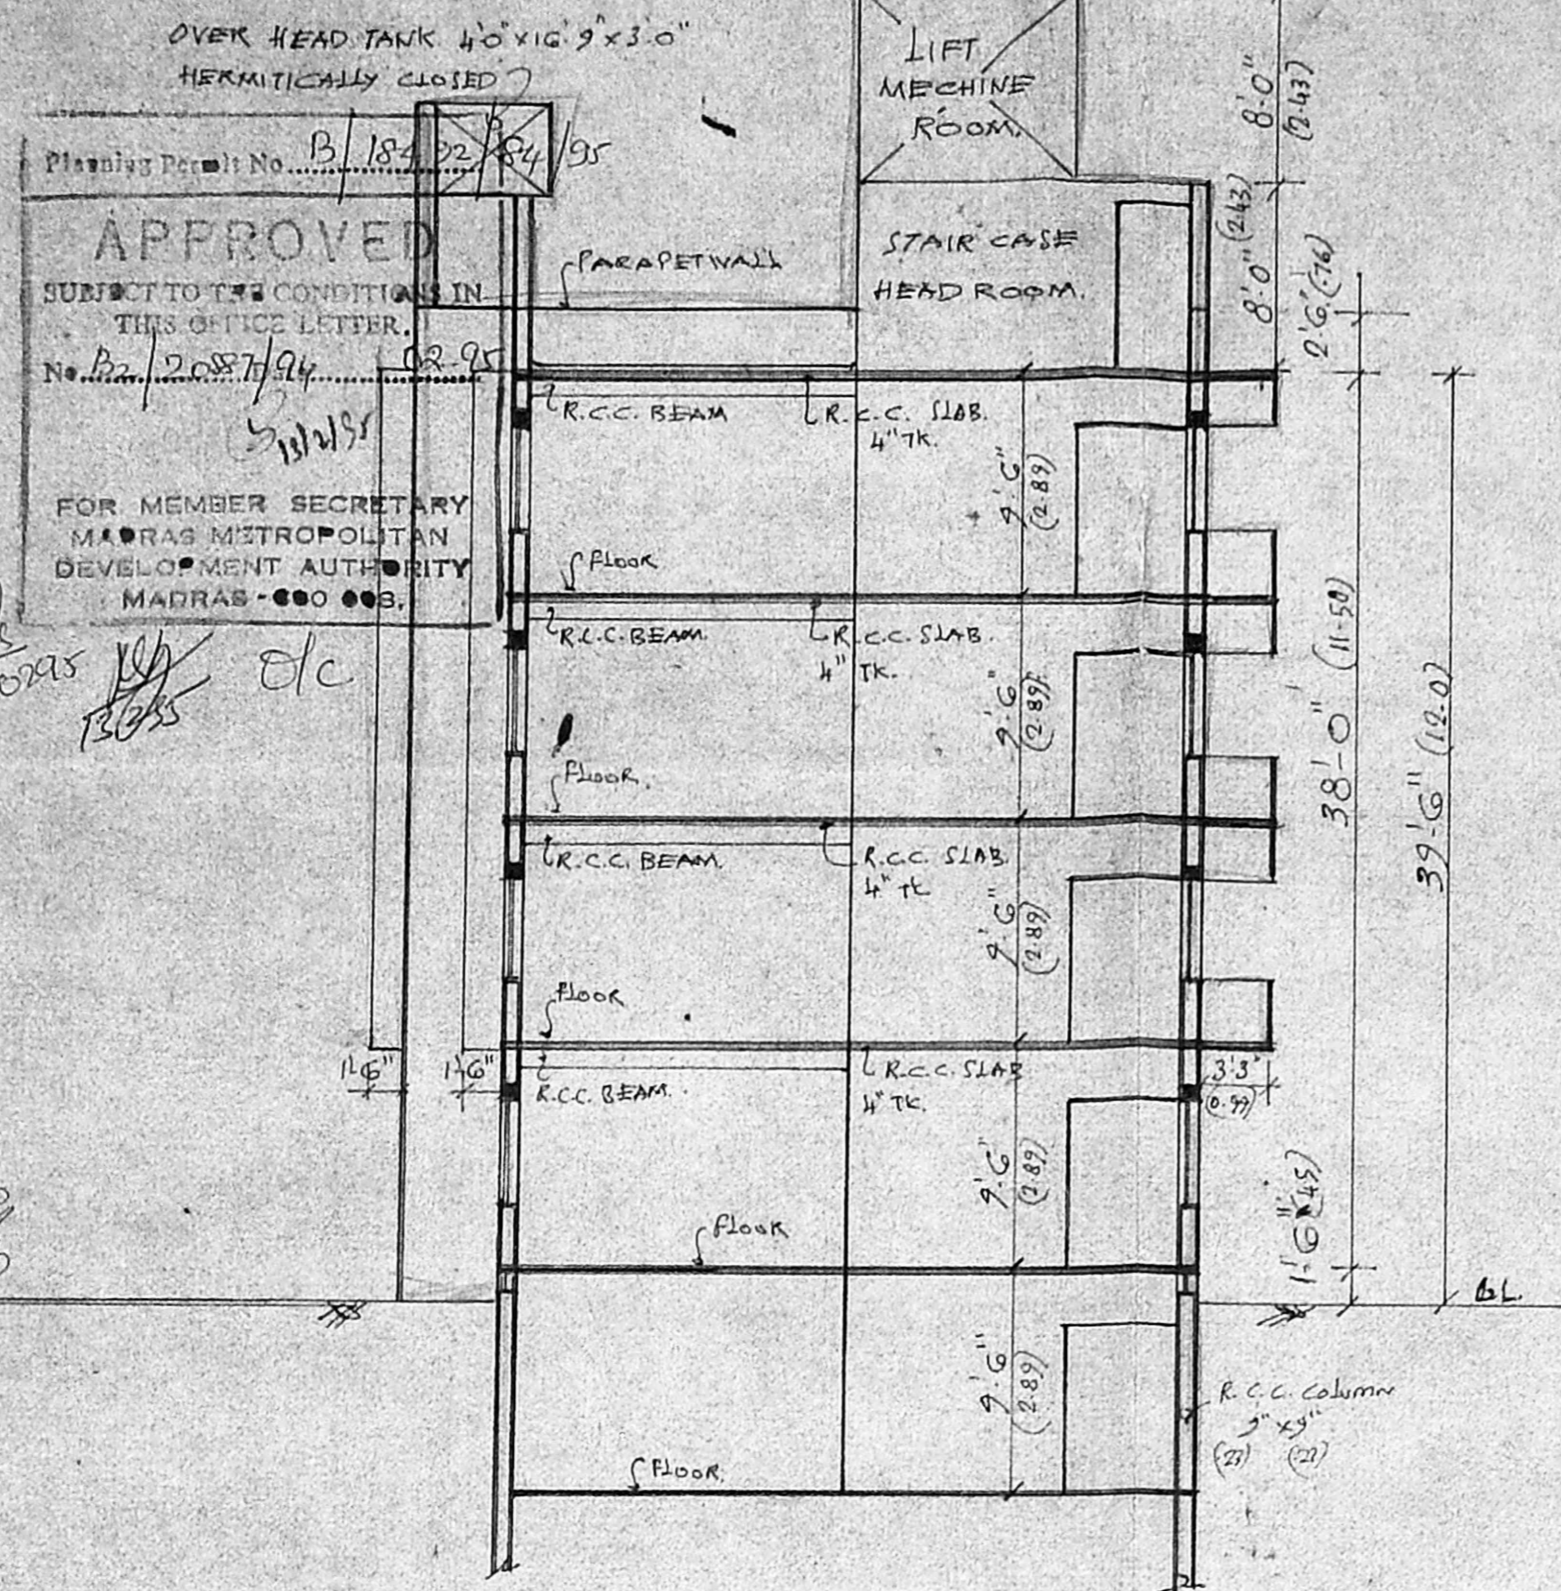 OVER HEAD TANK 4'0"x16'9"x3'0"
HERMITICALLY CLOSED
LIFT
MECHINE
ROOM.
8'-0"
(2.43)
Planning Permit No.
APPROVED
SUBJECT TO THE CONDITIONS IN
THIS OFFICE LETTER.
No. 02.95
13/2/95
FOR MEMBER SECRETARY
MADRAS METROPOLITAN
DEVELOPMENT AUTHORITY
MADRAS - 600 008.
O/c
PARAPET WALL
STAIR CASE
HEAD ROOM.
8'-0" (2.43)
2'6" (.76)
R.C.C. BEAM
R.C.C. SLAB.
4" TK.
9'-6"
(2.89)
FLOOR
R.C.C. BEAM.
R.C.C. SLAB.
4" TK.
9'-6"
(2.89)
FLOOR.
R.C.C. BEAM.
R.C.C. SLAB.
4" TK
9'-6"
(2.89)
FLOOR
R.C.C. BEAM.
R.C.C. SLAB
4" TK.
1'-6"
1'-6"
3'3"
(0.99)
38'-0" (11.58)
39'-6" (12.0)
9'-6"
(2.89)
1'-6" (.45)
FLOOR
G.L.
9'-6"
(2.89)
R.C.C. COLUMN
9" x 9"
(.23) (.23)
FLOOR.